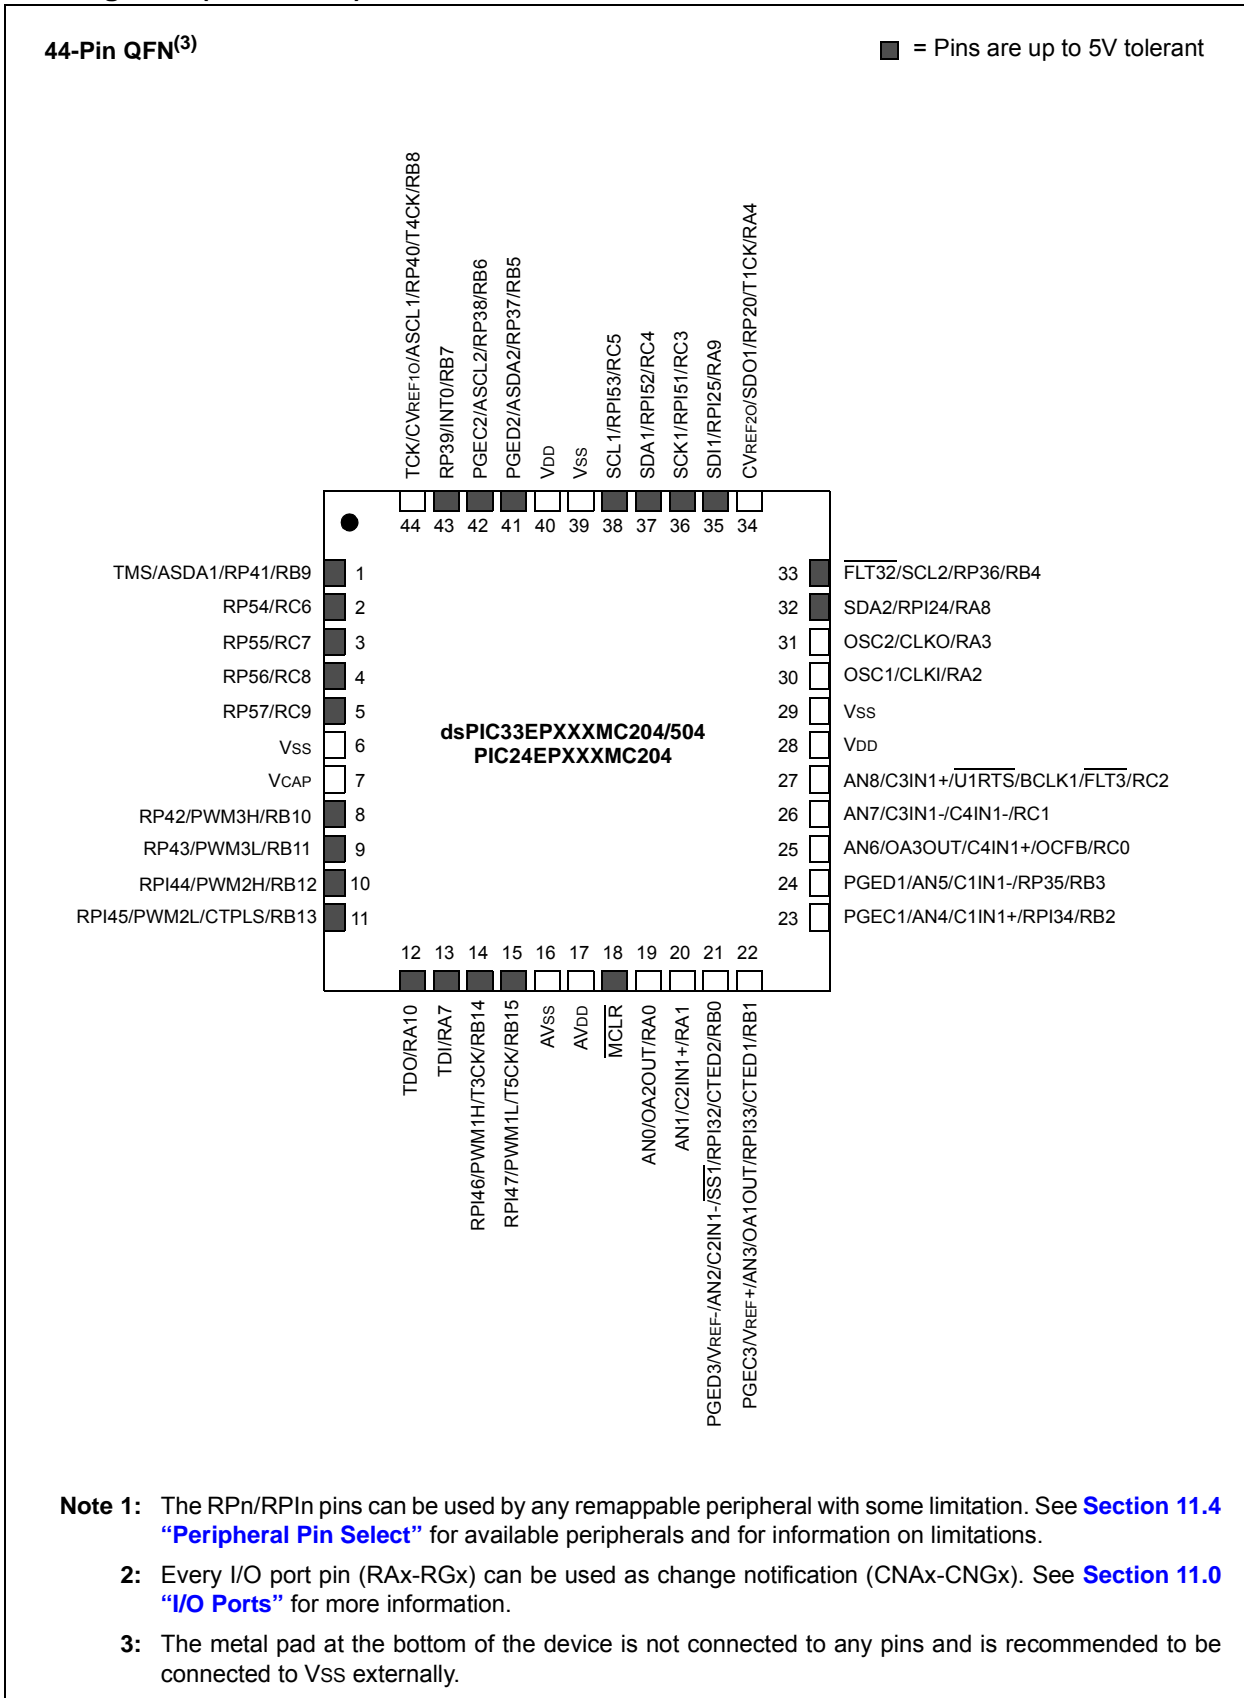 44-Pin QFN(3)
= Pins are up to 5V tolerant
TCK/CVREF1O/ASCL1/RP40/T4CK/RB8
RP39/INT0/RB7
PGEC2/ASCL2/RP38/RB6
PGED2/ASDA2/RP37/RB5
VDD
VSS
SCL1/RPI53/RC5
SDA1/RPI52/RC4
SCK1/RPI51/RC3
SDI1/RPI25/RA9
CVREF2O/SDO1/RP20/T1CK/RA4
44 43 42 41 40 39 38 37 36 35 34
TMS/ASDA1/RP41/RB9 1
RP54/RC6 2
RP55/RC7 3
RP56/RC8 4
RP57/RC9 5
VSS 6
VCAP 7
RP42/PWM3H/RB10 8
RP43/PWM3L/RB11 9
RPI44/PWM2H/RB12 10
RPI45/PWM2L/CTPLS/RB13 11
dsPIC33EPXXXMC204/504
PIC24EPXXXMC204
33 FLT32/SCL2/RP36/RB4
32 SDA2/RPI24/RA8
31 OSC2/CLKO/RA3
30 OSC1/CLKI/RA2
29 VSS
28 VDD
27 AN8/C3IN1+/U1RTS/BCLK1/FLT3/RC2
26 AN7/C3IN1-/C4IN1-/RC1
25 AN6/OA3OUT/C4IN1+/OCFB/RC0
24 PGED1/AN5/C1IN1-/RP35/RB3
23 PGEC1/AN4/C1IN1+/RPI34/RB2
12 13 14 15 16 17 18 19 20 21 22
TDO/RA10
TDI/RA7
RPI46/PWM1H/T3CK/RB14
RPI47/PWM1L/T5CK/RB15
AVSS
AVDD
MCLR
AN0/OA2OUT/RA0
AN1/C2IN1+/RA1
PGED3/VREF-/AN2/C2IN1-/SS1/RPI32/CTED2/RB0
PGEC3/VREF+/AN3/OA1OUT/RPI33/CTED1/RB1
Note 1: The RPn/RPIn pins can be used by any remappable peripheral with some limitation. See Section 11.4
“Peripheral Pin Select” for available peripherals and for information on limitations.
2: Every I/O port pin (RAx-RGx) can be used as change notification (CNAx-CNGx). See Section 11.0
“I/O Ports” for more information.
3: The metal pad at the bottom of the device is not connected to any pins and is recommended to be
connected to VSS externally.